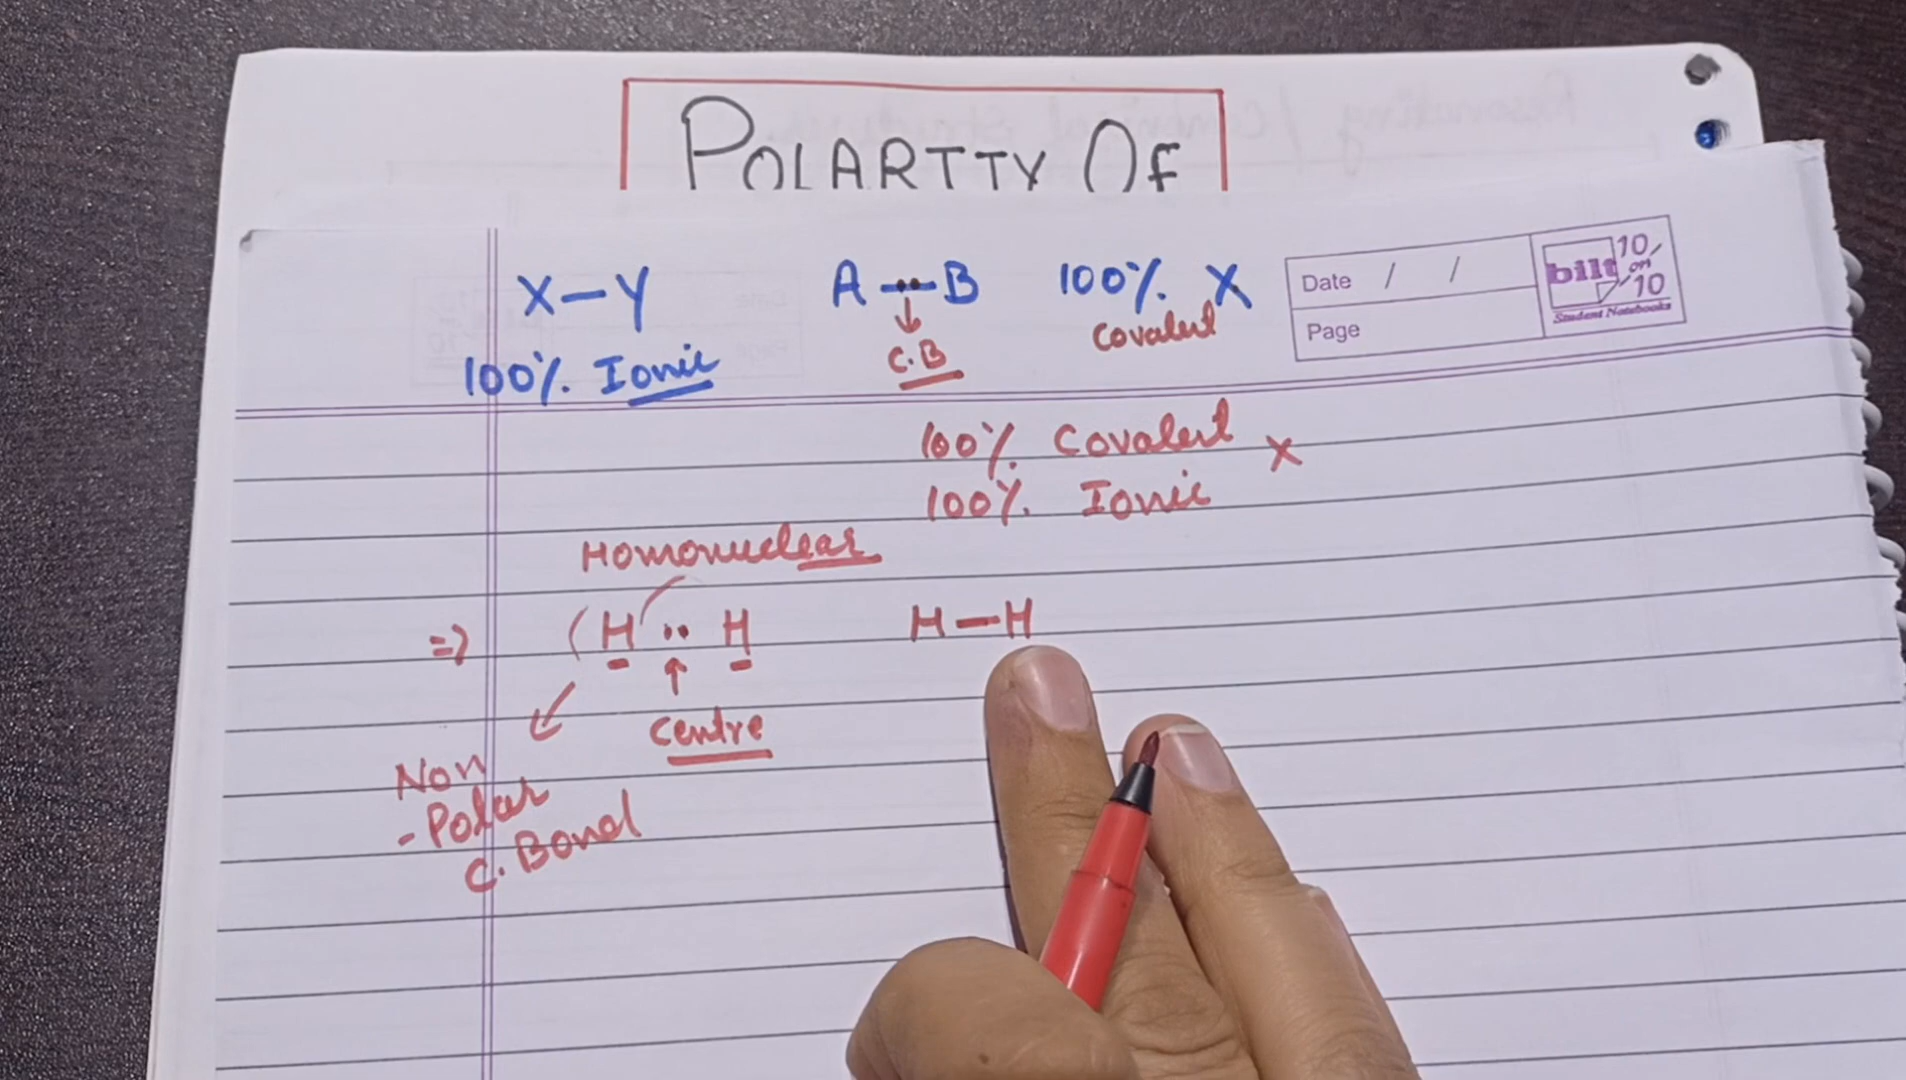 POLARITY OF
X-Y
100% Ionic
A-B 100% X
Covalent
C.B
Date / /
Page
bilt 10 on 10
Student Notebooks
100% Covalent X
100% Ionic
Homonuclear
=> (H •• H H-H
Centre
Non
-Polar
C. Bond